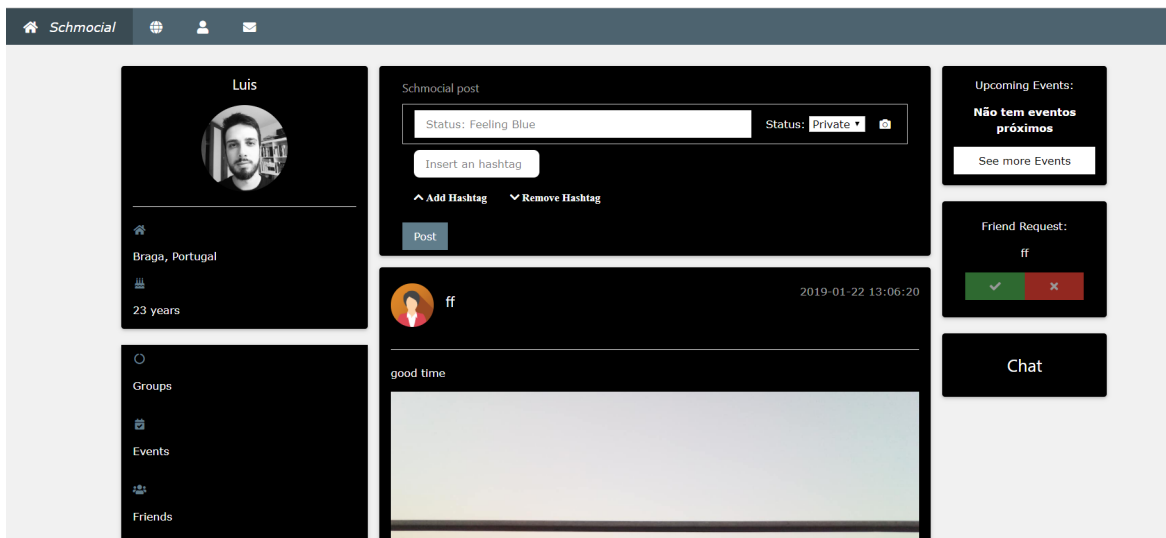 Schmocial
Luis
Braga, Portugal
23 years
Groups
Events
Friends
Schmocial post
Status: Feeling Blue
Status: Private
Insert an hashtag
Add Hashtag Remove Hashtag
Post
ff
2019-01-22 13:06:20
good time
Upcoming Events:
Não tem eventos
próximos
See more Events
Friend Request:
ff
Chat